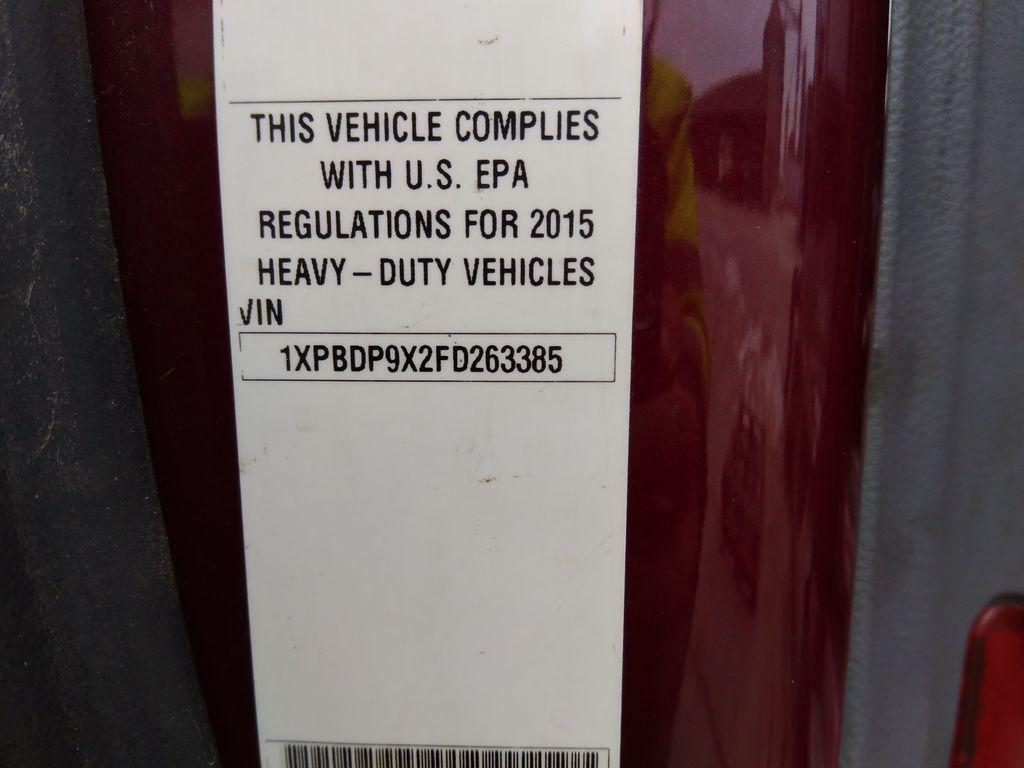 THIS VEHICLE COMPLIES
WITH U.S. EPA
REGULATIONS FOR 2015
HEAVY – DUTY VEHICLES
VIN
1XPBDP9X2FD263385